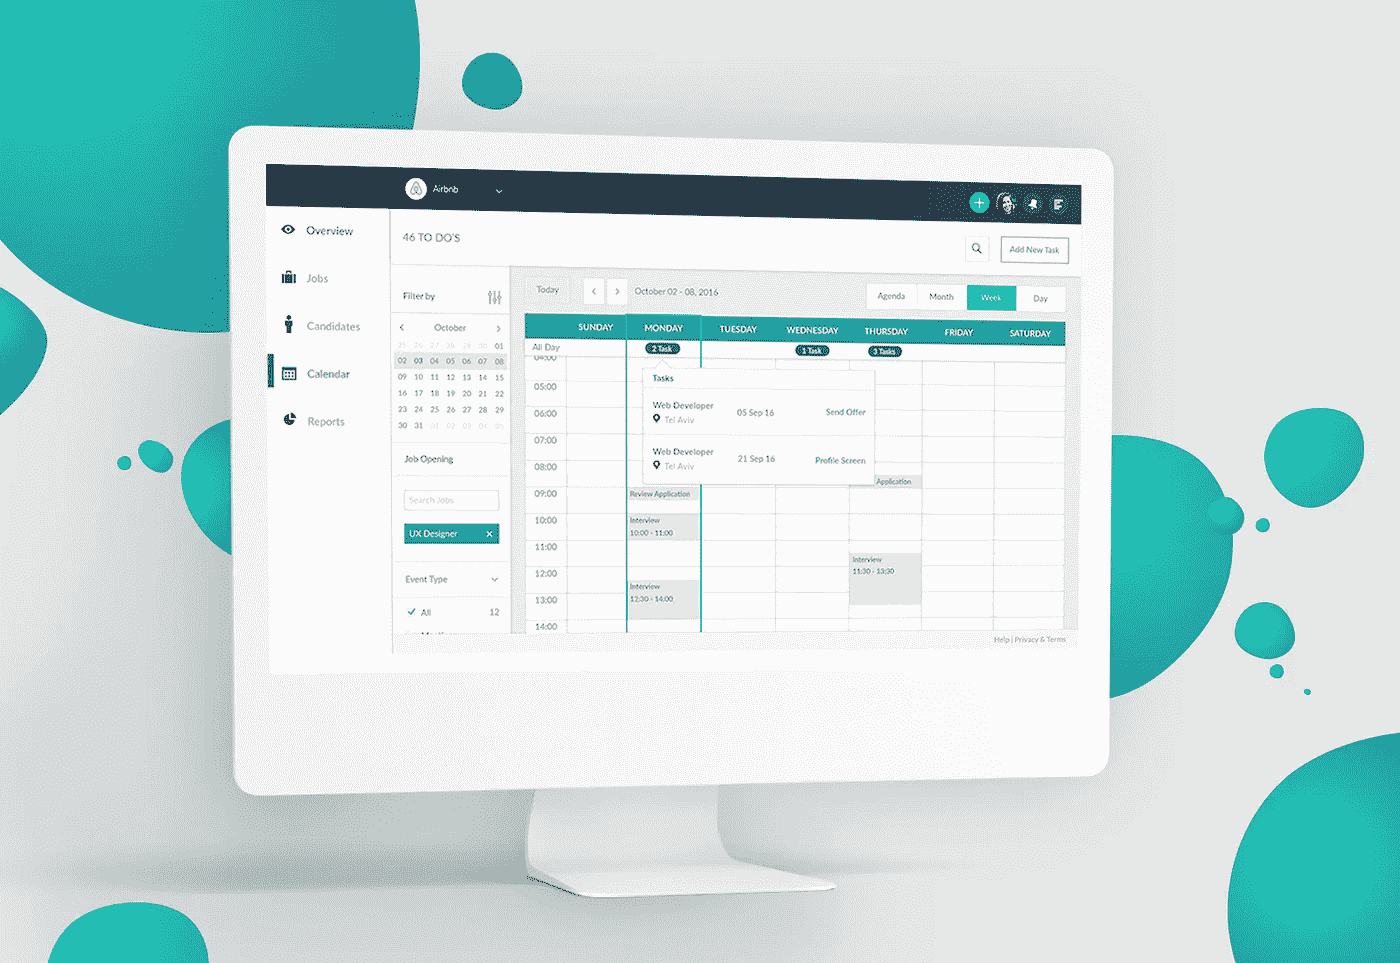 Airbnb
Overview
Jobs
Candidates
Calendar
Reports
46 TO DO'S
Add New Task
Filter by
October
25 26 27 28 29 30 01
02 03 04 05 06 07 08
09 10 11 12 13 14 15
16 17 18 19 20 21 22
23 24 25 26 27 28 29
30 31 01 02 03 04 05
Job Opening
Search Jobs
UX Designer ×
Event Type
All 12
Today
October 02 - 08, 2016
Agenda Month Week Day
SUNDAY MONDAY TUESDAY WEDNESDAY THURSDAY FRIDAY SATURDAY
All Day 2 Task 1 Task 3 Tasks
04:00
05:00
06:00
07:00
08:00
09:00
10:00
11:00
12:00
13:00
14:00
Tasks
Web Developer 05 Sep 16 Send Offer
Tel Aviv
Web Developer 21 Sep 16 Profile Screen
Tel Aviv
Review Application
Interview
10:00 - 11:00
Interview
12:30 - 14:00
Application
Interview
11:30 - 13:30
Help | Privacy & Terms